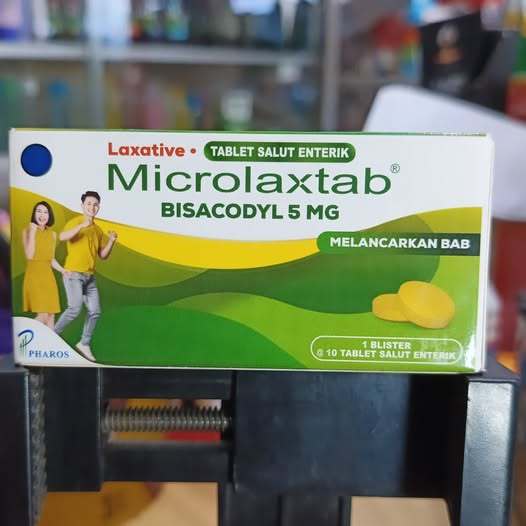 Laxative • TABLET SALUT ENTERIK
Microlaxtab®
BISACODYL 5 MG
MELANCARKAN BAB
1 BLISTER
@ 10 TABLET SALUT ENTERIK
PHAROS